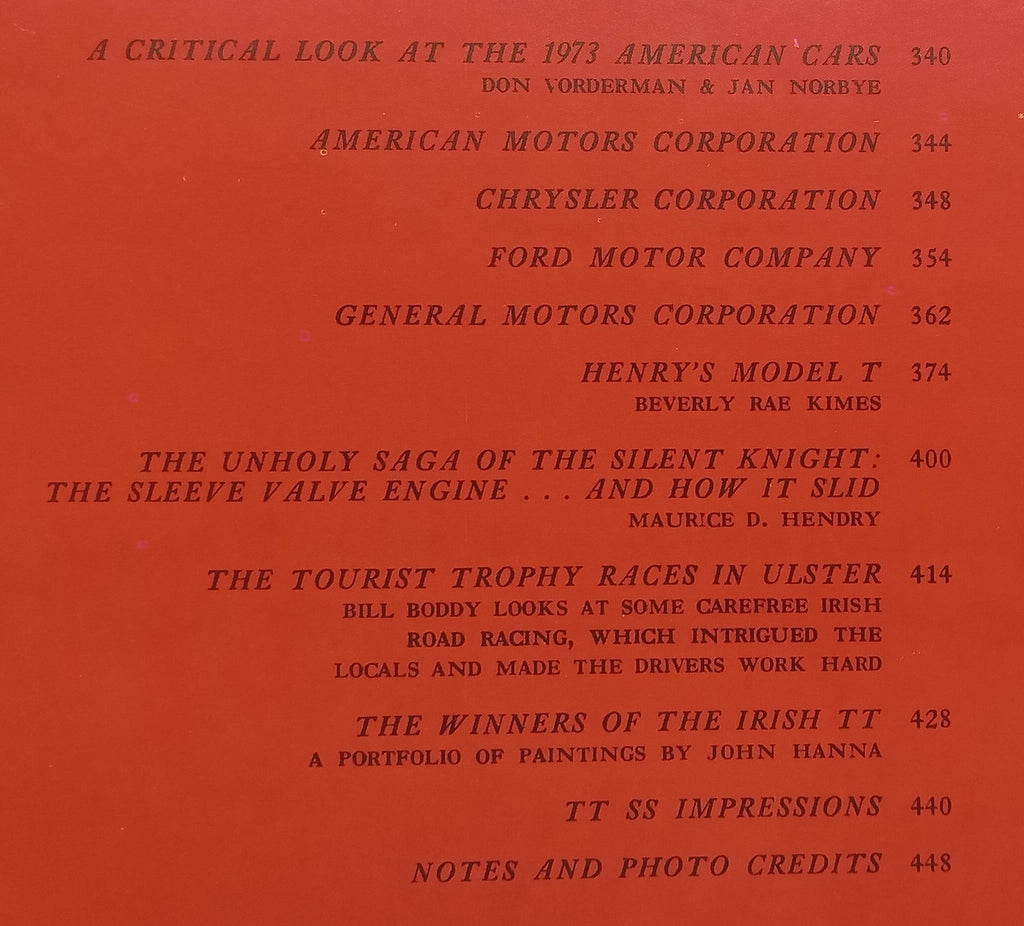 A CRITICAL LOOK AT THE 1973 AMERICAN CARS 340
DON VORDERMAN & JAN NORBYE
AMERICAN MOTORS CORPORATION 344
CHRYSLER CORPORATION 348
FORD MOTOR COMPANY 354
GENERAL MOTORS CORPORATION 362
HENRY'S MODEL T 374
BEVERLY RAE KIMES
THE UNHOLY SAGA OF THE SILENT KNIGHT: 400
THE SLEEVE VALVE ENGINE . . . AND HOW IT SLID
MAURICE D. HENDRY
THE TOURIST TROPHY RACES IN ULSTER 414
BILL BODDY LOOKS AT SOME CAREFREE IRISH
ROAD RACING, WHICH INTRIGUED THE
LOCALS AND MADE THE DRIVERS WORK HARD
THE WINNERS OF THE IRISH TT 428
A PORTFOLIO OF PAINTINGS BY JOHN HANNA
TT SS IMPRESSIONS 440
NOTES AND PHOTO CREDITS 448